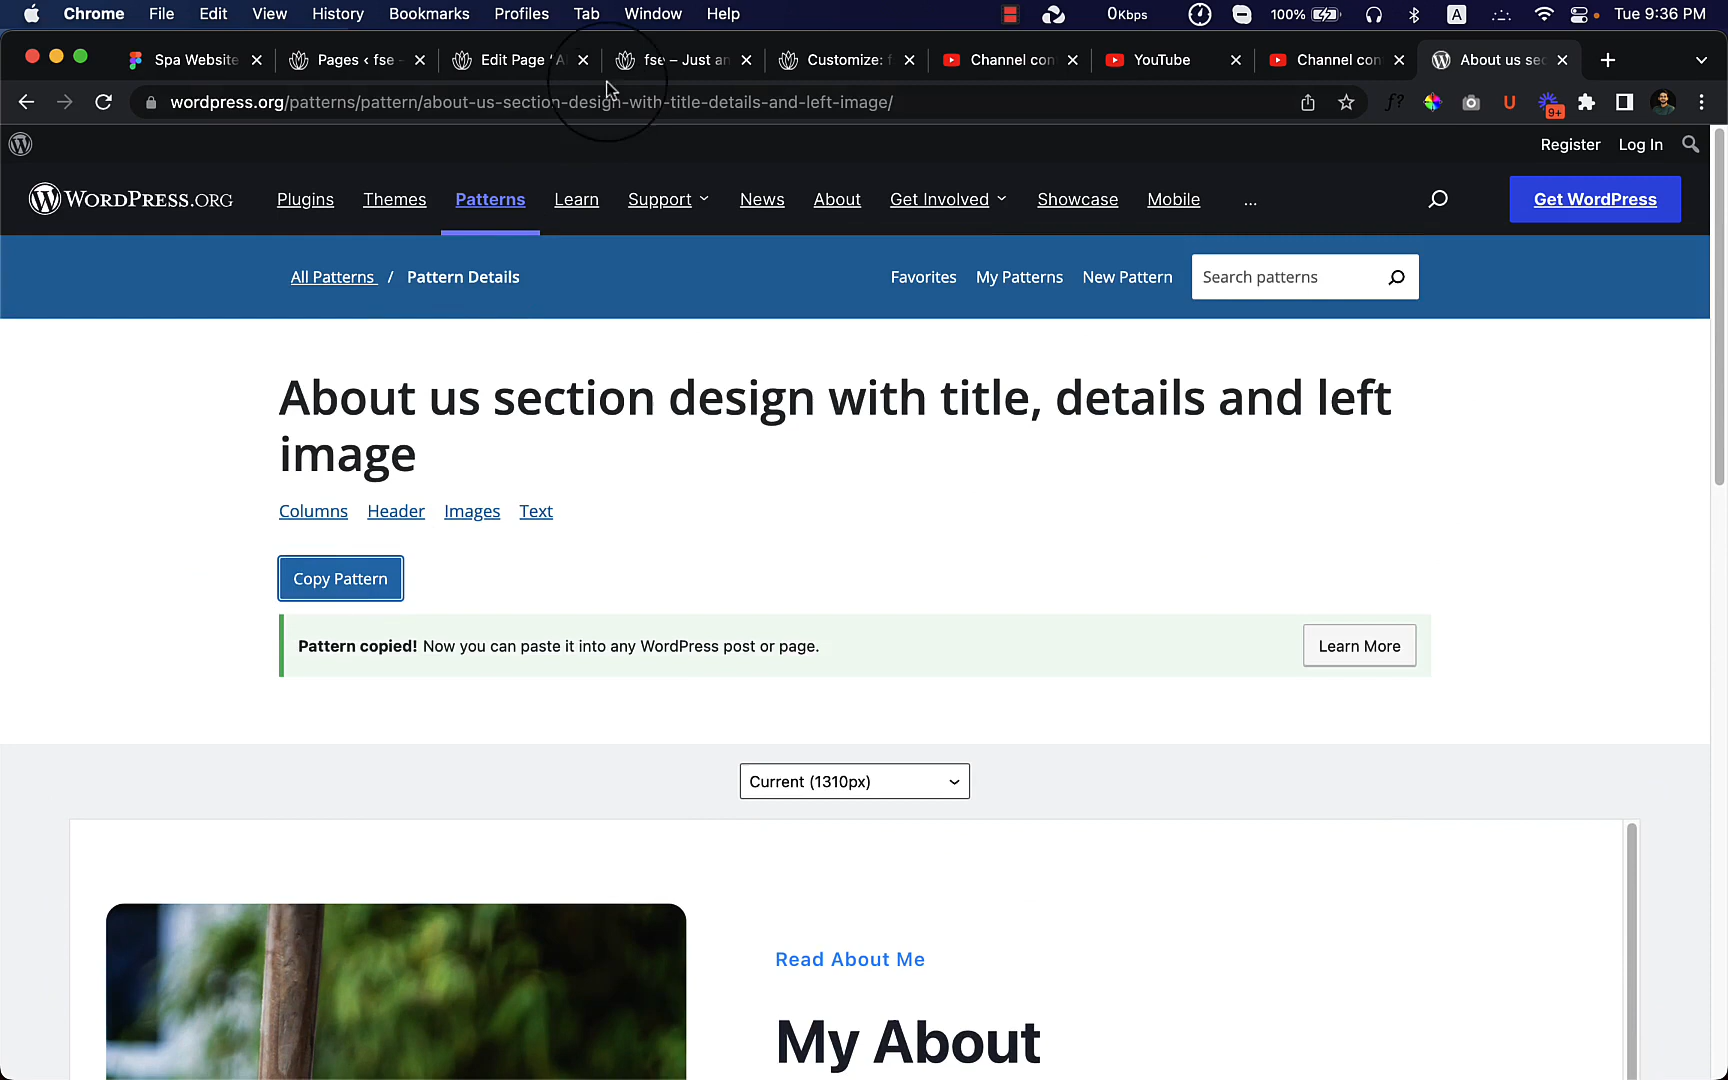 Chrome File Edit View History Bookmarks Profiles Tab Window Help 0Kbps 100% A Tue 9:36 PM
Spa Website Pages ‹ fse - Edit Page fse – Just an Customize: f Channel con YouTube Channel con About us sec
wordpress.org/patterns/pattern/about-us-section-design-with-title-details-and-left-image/ f? U 9+
Register Log In
WORDPRESS.ORG Plugins Themes Patterns Learn Support News About Get Involved Showcase Mobile ... Get WordPress
All Patterns / Pattern Details Favorites My Patterns New Pattern Search patterns
About us section design with title, details and left
image
Columns Header Images Text
Copy Pattern
Pattern copied! Now you can paste it into any WordPress post or page. Learn More
Current (1310px)
Read About Me
My About